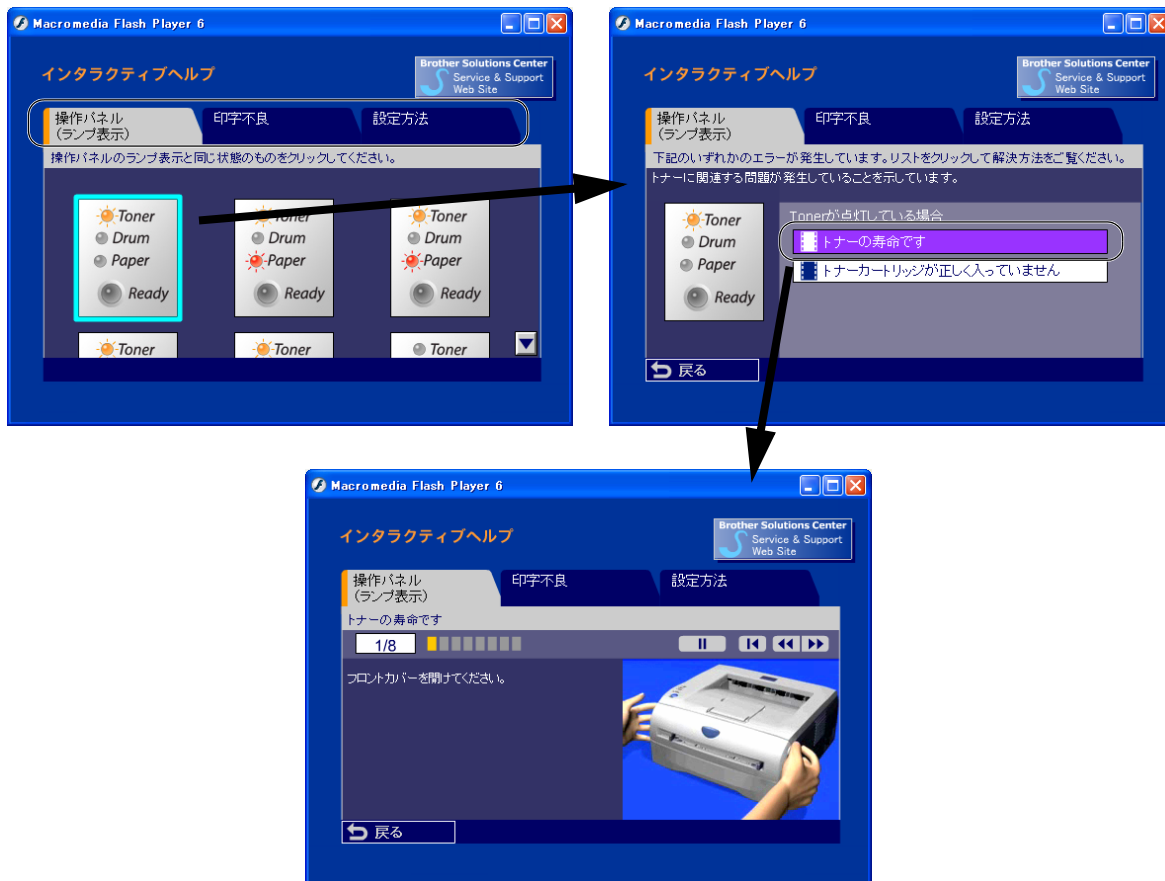 Macromedia Flash Player 6
インタラクティブヘルプ
Brother Solutions Center
Service & Support
Web Site
操作パネル
(ランプ表示)
印字不良
設定方法
操作パネルのランプ表示と同じ状態のものをクリックしてください。
Toner
Drum
Paper
Ready
Toner
Drum
Paper
Ready
Toner
Drum
Paper
Ready
Toner
Toner
Toner
Macromedia Flash Player 6
インタラクティブヘルプ
Brother Solutions Center
Service & Support
Web Site
操作パネル
(ランプ表示)
印字不良
設定方法
下記のいずれかのエラーが発生しています。リストをクリックして解決方法をご覧ください。
トナーに関連する問題が発生していることを示しています。
Toner
Drum
Paper
Ready
Tonerが点灯している場合
トナーの寿命です
トナーカートリッジが正しく入っていません
戻る
Macromedia Flash Player 6
インタラクティブヘルプ
Brother Solutions Center
Service & Support
Web Site
操作パネル
(ランプ表示)
印字不良
設定方法
トナーの寿命です
1/8
フロントカバーを開けてください。
戻る